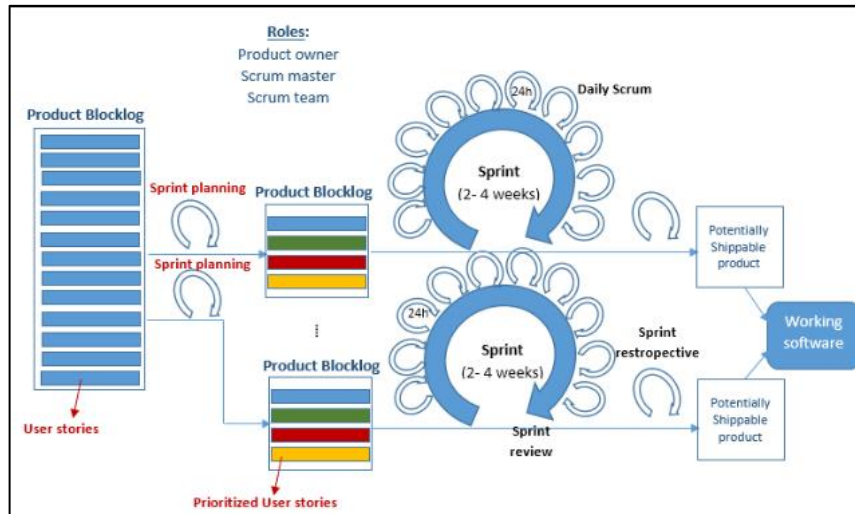 Roles:
Product owner
Scrum master
Scrum team
Product Blocklog
Sprint planning
Sprint planning
User stories
Product Blocklog
Product Blocklog
Prioritized User stories
24h
Daily Scrum
Sprint
(2- 4 weeks)
24h
Sprint
(2- 4 weeks)
Sprint
review
Sprint
restropective
Potentially
Shippable
product
Potentially
Shippable
product
Working
software